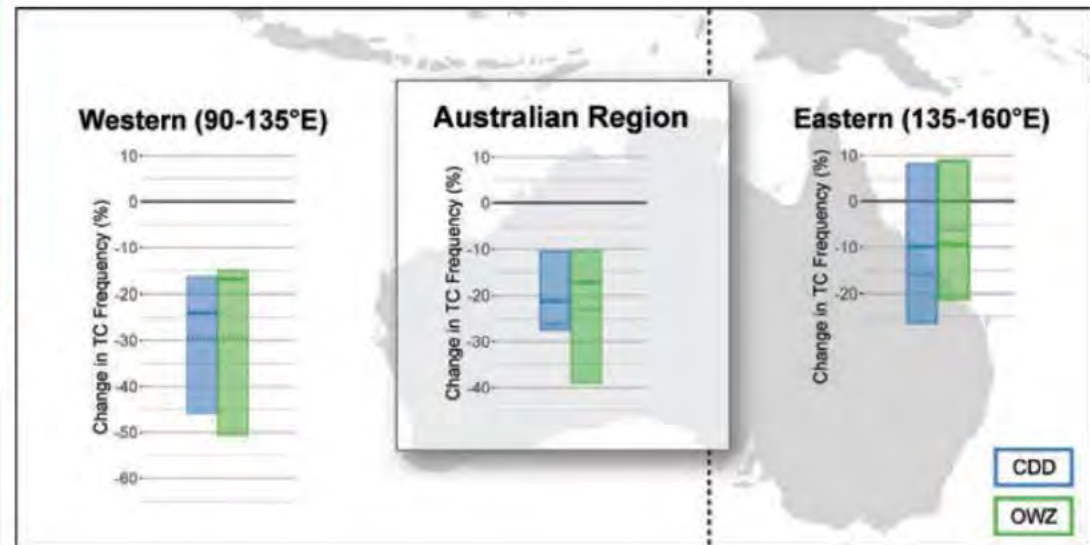 Western (90-135°E)
Change in TC Frequency (%)
10
0
-10
-20
-30
-40
-50
-60
Australian Region
Change in TC Frequency (%)
10
0
-10
-20
-30
-40
Eastern (135-160°E)
Change in TC Frequency (%)
10
0
-10
-20
CDD
OWZ